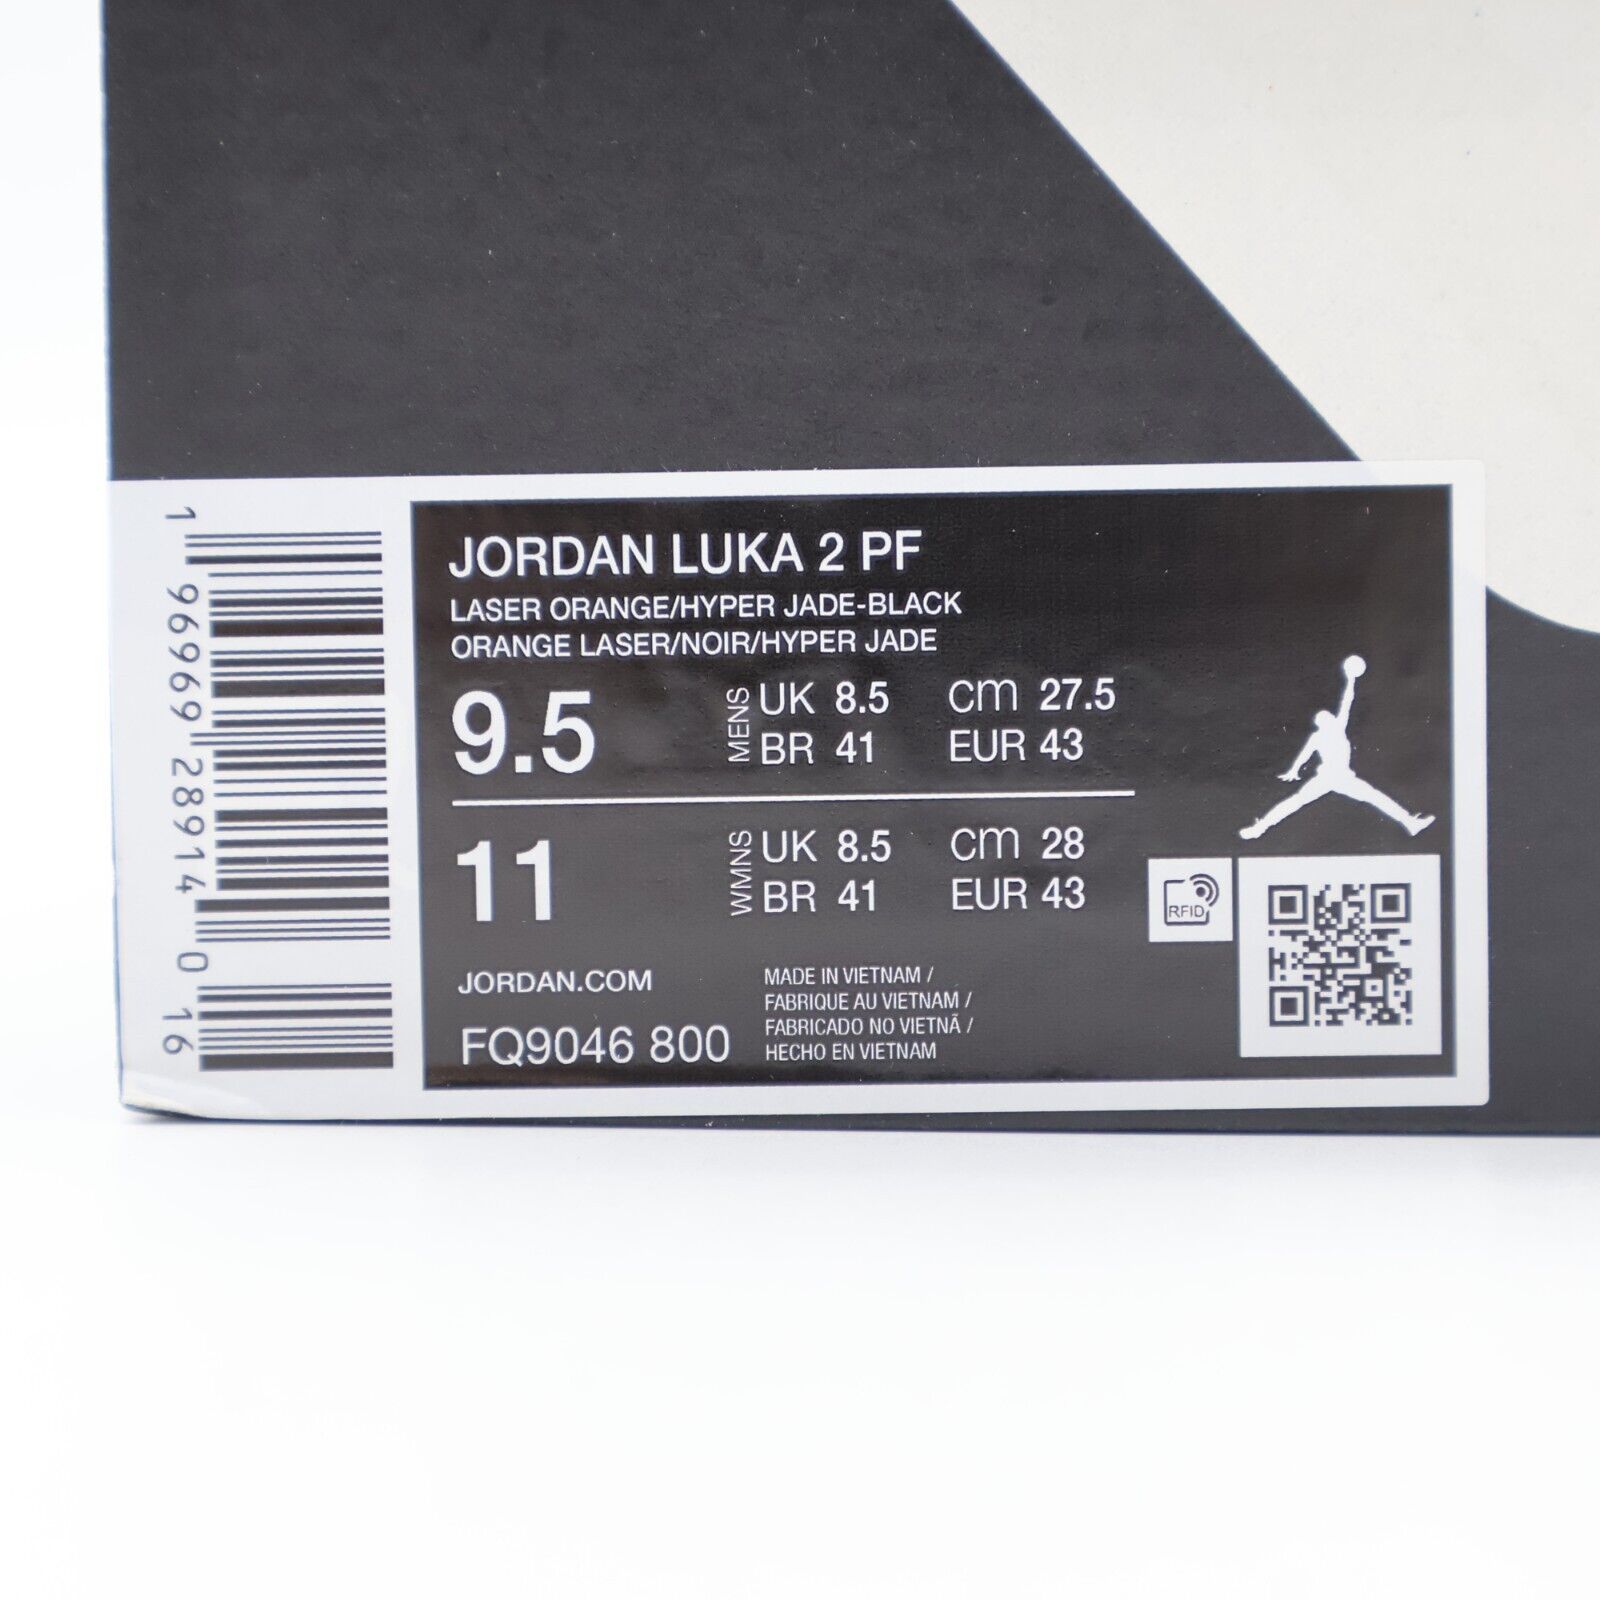 JORDAN LUKA 2 PF
LASER ORANGE/HYPER JADE-BLACK
ORANGE LASER/NOIR/HYPER JADE
9.5 MENS UK 8.5 CM 27.5
BR 41 EUR 43
11 WMNS UK 8.5 CM 28
BR 41 EUR 43
RFID
JORDAN.COM
FQ9046 800
MADE IN VIETNAM /
FABRIQUE AU VIETNAM /
FABRICADO NO VIETNÃ /
HECHO EN VIETNAM
1 96969 28914 0 16